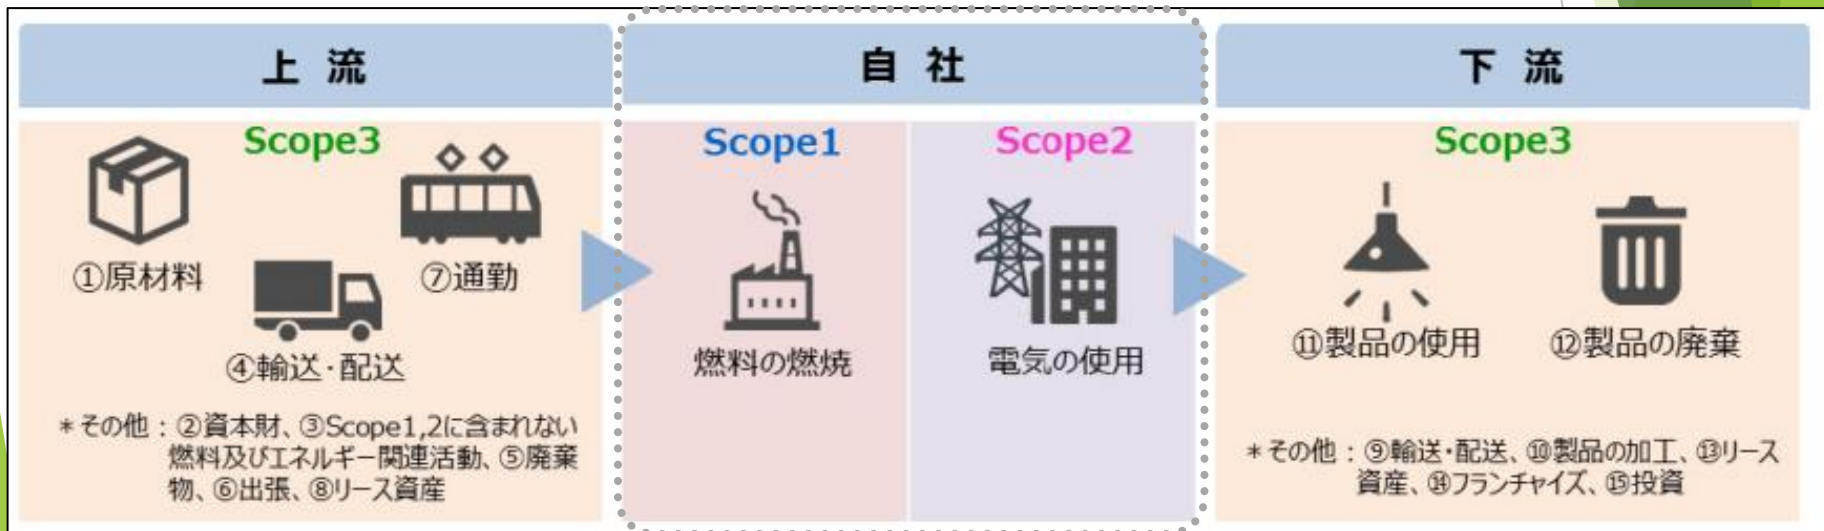 上 流
Scope3
①原材料
⑦通勤
④輸送・配送
＊その他：②資本財、③Scope1,2に含まれない
燃料及びエネルギー関連活動、⑤廃棄
物、⑥出張、⑧リース資産
自 社
Scope1
燃料の燃焼
Scope2
電気の使用
下 流
Scope3
⑪製品の使用
⑫製品の廃棄
＊その他：⑨輸送・配送、⑩製品の加工、⑬リース
資産、⑭フランチャイズ、⑮投資